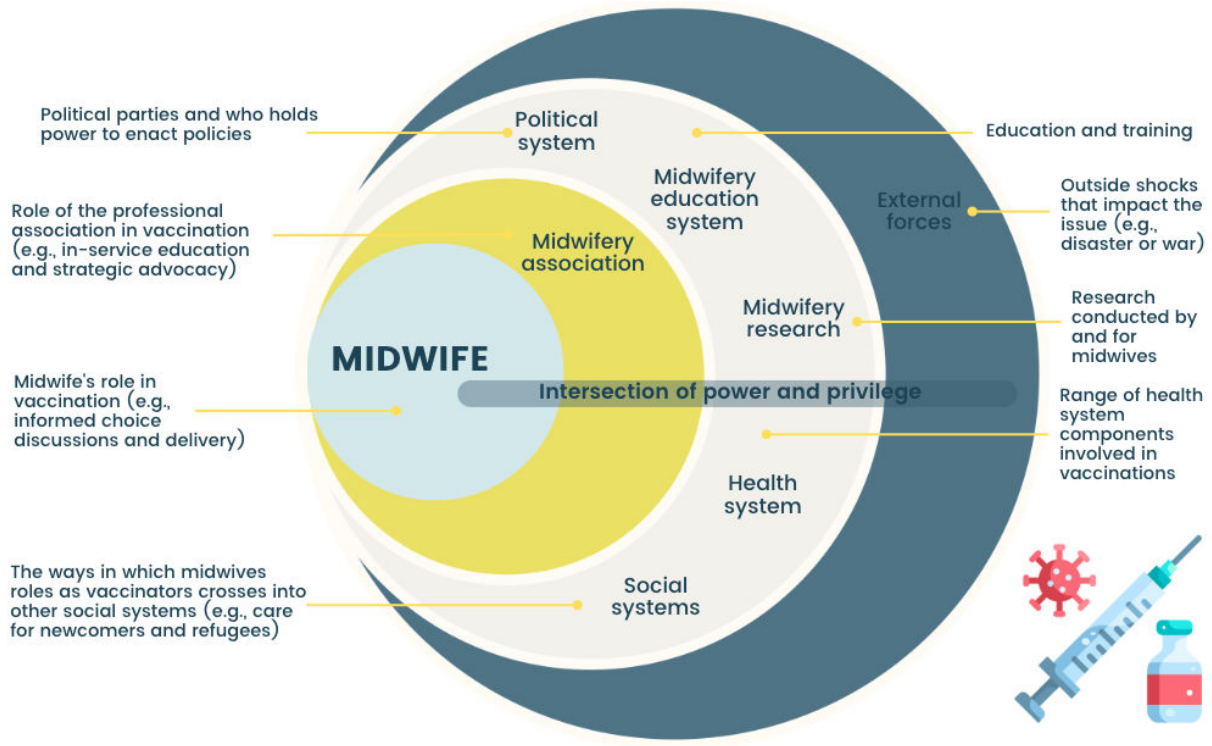 Political parties and who holds
power to enact policies
Political
system
Education and training
Midwifery
education
system
External
forces
Outside shocks
that impact the
issue (e.g.,
disaster or war)
Role of the professional
association in vaccination
(e.g., in-service education
and strategic advocacy)
Midwifery
association
Midwifery
research
Research
conducted by
and for
midwives
MIDWIFE
Midwife's role in
vaccination (e.g.,
informed choice
discussions and delivery)
Intersection of power and privilege
Range of health
system
components
involved in
vaccinations
Health
system
The ways in which midwives
roles as vaccinators crosses into
other social systems (e.g., care
for newcomers and refugees)
Social
systems